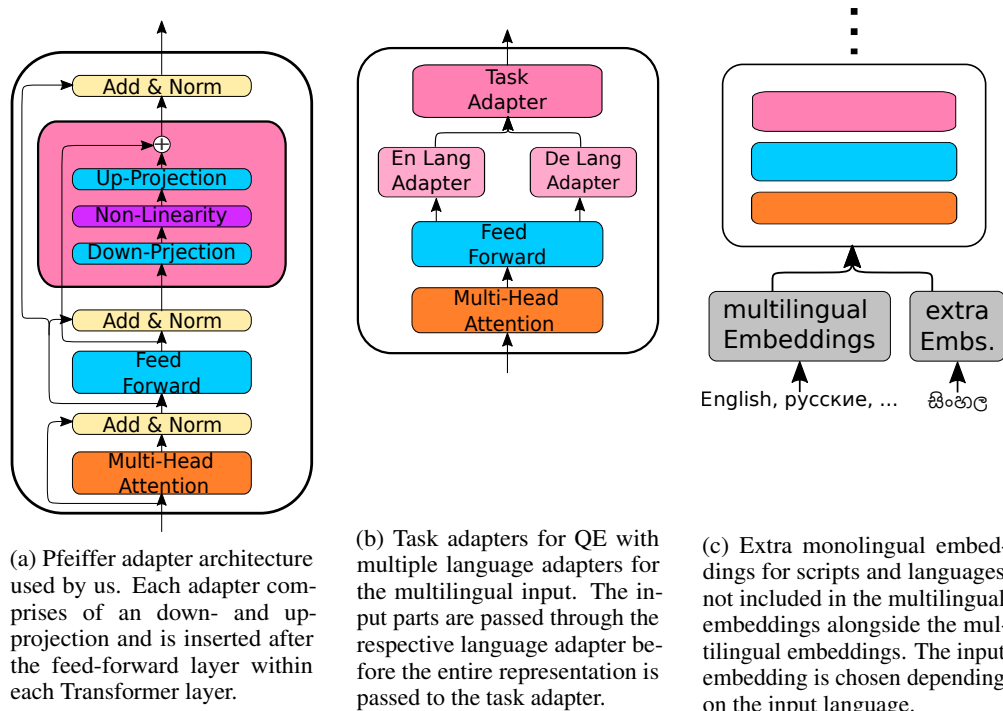 Add & Norm
Up-Projection
Non-Linearity
Down-Prjection
Add & Norm
Feed
Forward
Add & Norm
Multi-Head
Attention
(a) Pfeiffer adapter architecture
used by us. Each adapter com-
prises of an down- and up-
projection and is inserted after
the feed-forward layer within
each Transformer layer.
Task
Adapter
En Lang
Adapter
De Lang
Adapter
Feed
Forward
Multi-Head
Attention
(b) Task adapters for QE with
multiple language adapters for
the multilingual input. The in-
put parts are passed through the
respective language adapter be-
fore the entire representation is
passed to the task adapter.
multilingual
Embeddings
extra
Embs.
English, русские, ...
සිංහල
(c) Extra monolingual embed-
dings for scripts and languages
not included in the multilingual
embeddings alongside the mul-
tilingual embeddings. The input
embedding is chosen depending
on the input language.